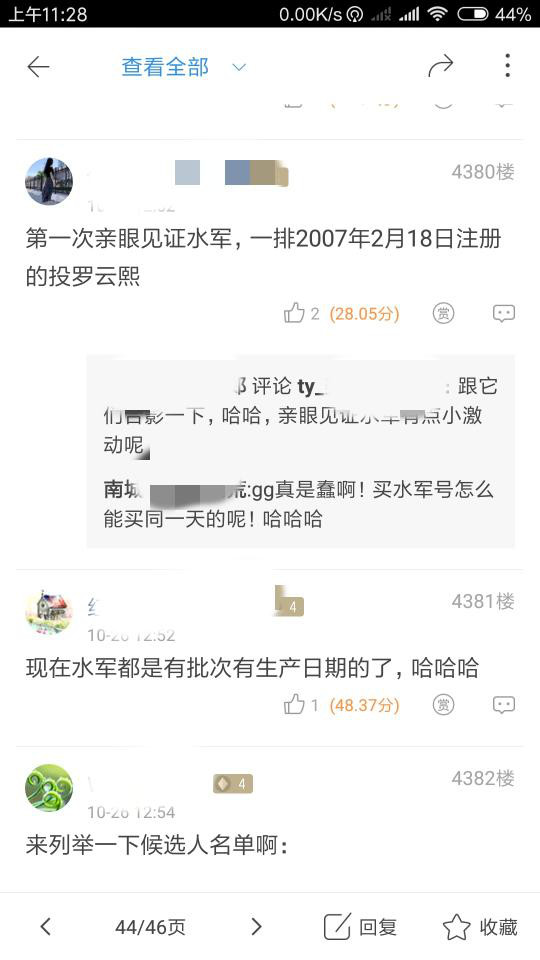 上午11:28 0.00K/s 44%
查看全部
4380楼
第一次亲眼见证水军，一排2007年2月18日注册
的投罗云熙
2 (28.05分) 赏
评论 ty_ : 跟它
们合影一下，哈哈，亲眼见证水军有点小激
动呢
南城 荒:gg真是蠢啊！买水军号怎么
能买同一天的呢！哈哈哈
4 4381楼
10-26 12:52
现在水军都是有批次有生产日期的了，哈哈哈
1 (48.37分) 赏
4 4382楼
10-26 12:54
来列举一下候选人名单啊：
44/46页 回复 收藏